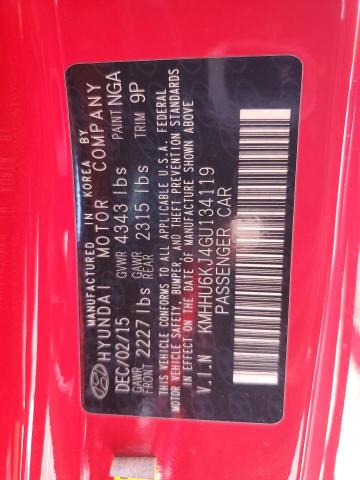 MANUFACTURED IN KOREA BY
HYUNDAI MOTOR COMPANY
DEC/02/15 GVWR 4343 lbs PAINT NGA
GAWR FRONT 2227 lbs GAWR REAR 2315 lbs TRIM 9P
THIS VEHICLE CONFORMS TO ALL APPLICABLE U.S.A. FEDERAL
MOTOR VEHICLE SAFETY, BUMPER, AND THEFT PREVENTION STANDARDS
IN EFFECT ON THE DATE OF MANUFACTURE SHOWN ABOVE
V.I.N KMHHU6KJ4GU134119
PASSENGER CAR